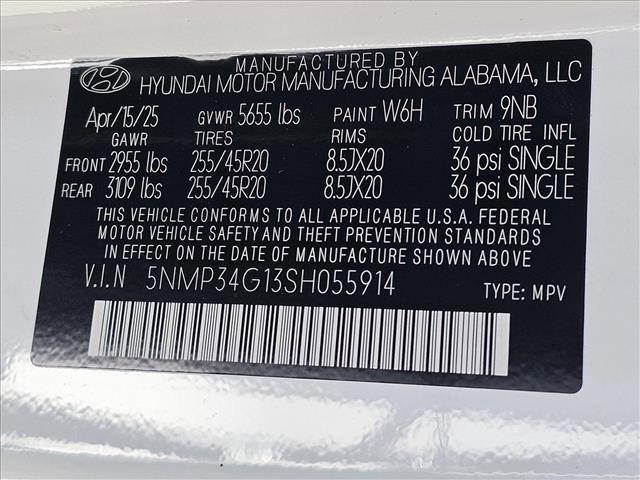 MANUFACTURED BY
HYUNDAI MOTOR MANUFACTURING ALABAMA, LLC
Apr/15/25 GVWR 5655 lbs PAINT W6H TRIM 9NB
GAWR TIRES RIMS COLD TIRE INFL
FRONT 2955 lbs 255/45R20 8.5JX20 36 psi SINGLE
REAR 3109 lbs 255/45R20 8.5JX20 36 psi SINGLE
THIS VEHICLE CONFORMS TO ALL APPLICABLE U.S.A. FEDERAL
MOTOR VEHICLE SAFETY AND THEFT PREVENTION STANDARDS
IN EFFECT ON THE DATE OF MANUFACTURE SHOWN ABOVE
V.I.N 5NMP34G13SH055914 TYPE: MPV